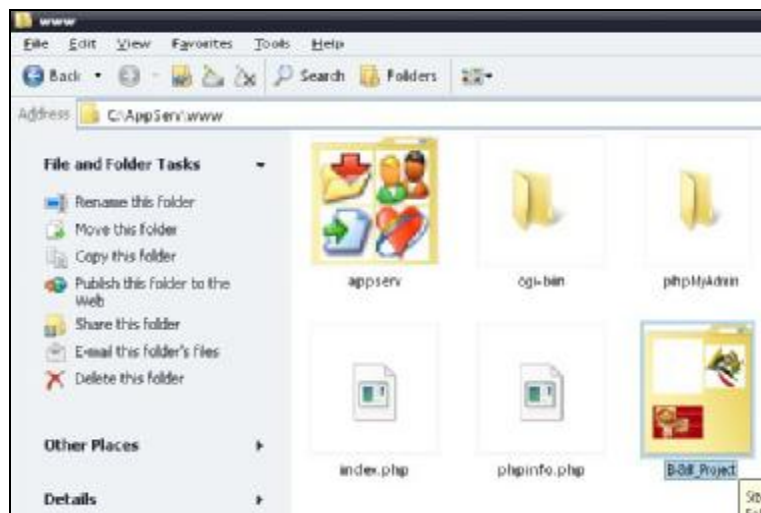 www
File Edit View Favorites Tools Help
Back Search Folders
Address C:\AppServ\www
File and Folder Tasks
Rename this folder
Move this folder
Copy this folder
Publish this folder to the
Web
Share this folder
E-mail this folder's files
Delete this folder
Other Places
Details
appserv cgi-bin phpMyAdmin
index.php phpinfo.php